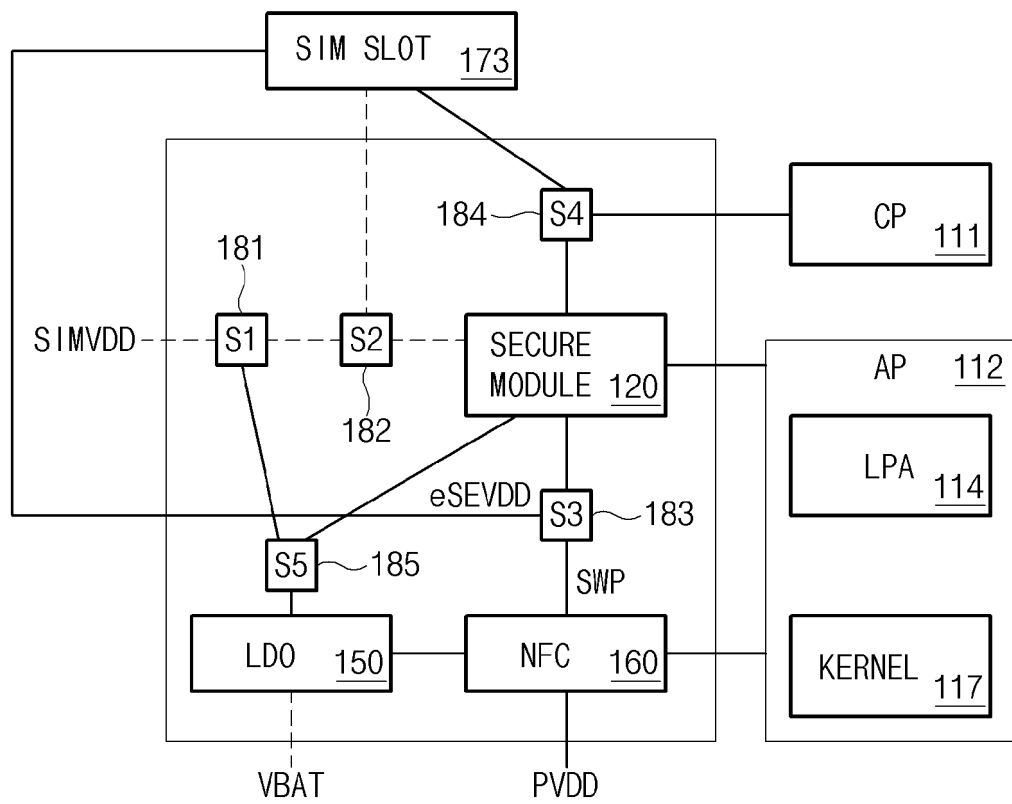 SIM SLOT
173
184
S4
CP
111
181
SIMVDD
S1
S2
182
SECURE
MODULE
120
AP
112
LPA
114
eSEVDD
S3
183
S5
185
SWP
LDO
150
NFC
160
KERNEL
117
VBAT
PVDD